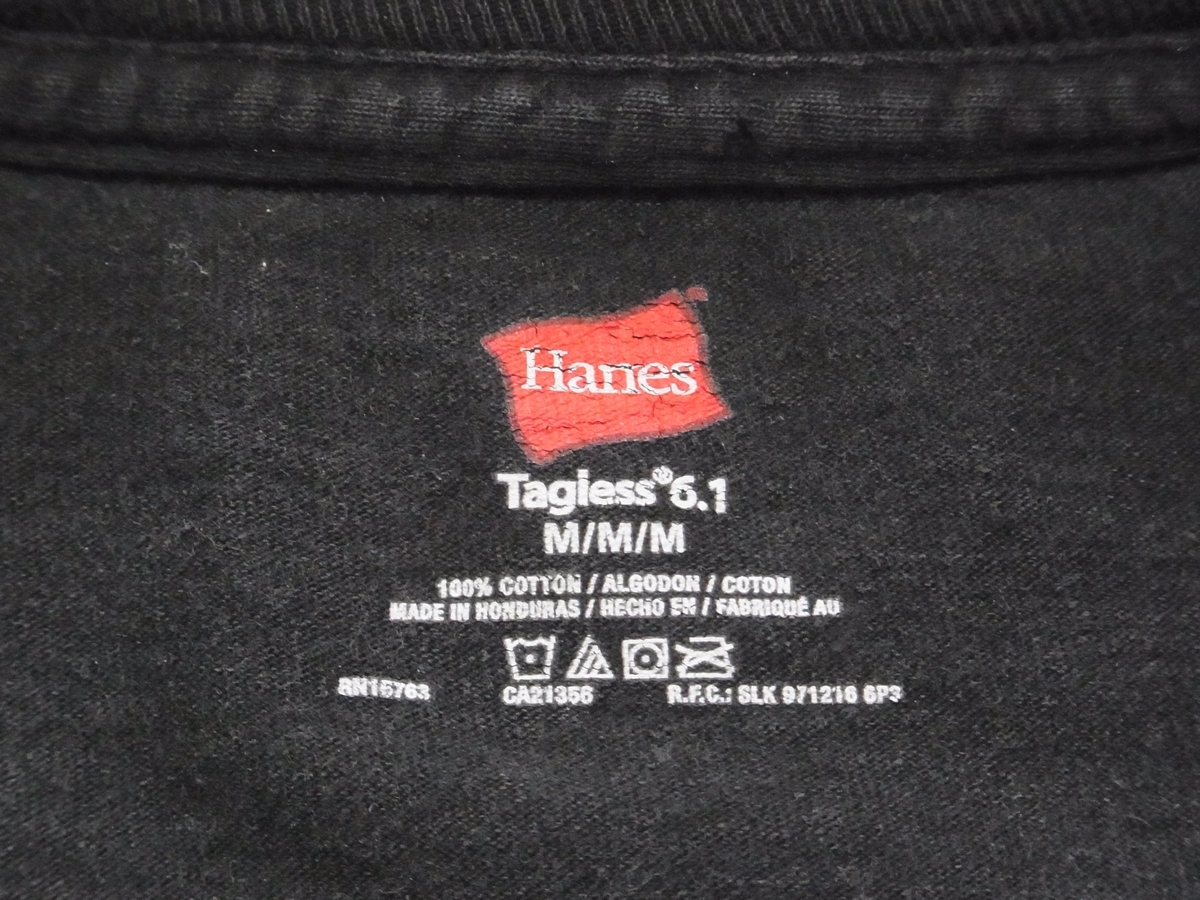 Hanes
Tagless® 6.1
M/M/M
100% COTTON / ALGODON / COTON
MADE IN HONDURAS / HECHO EN / FABRIQUÉ AU
RN15763 CA21356 R.F.C.: SLK 971216 6P3